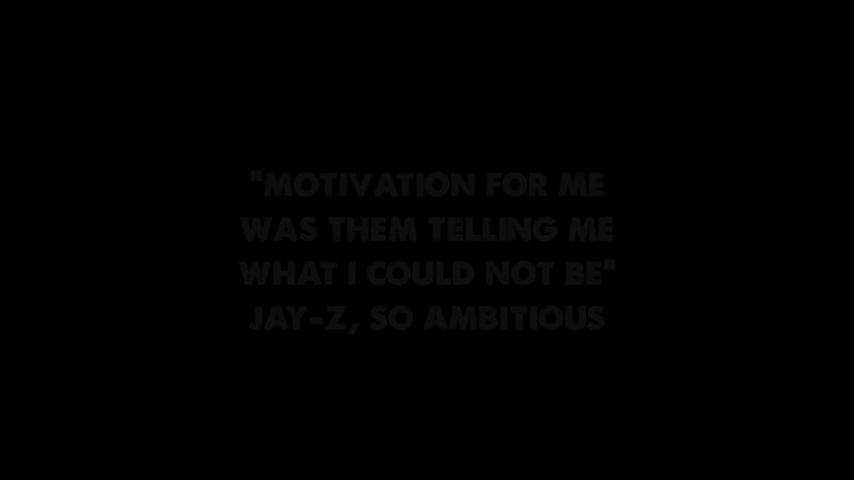 "MOTIVATION FOR ME
WAS THEM TELLING ME
WHAT I COULD NOT BE"
JAY-Z, SO AMBITIOUS